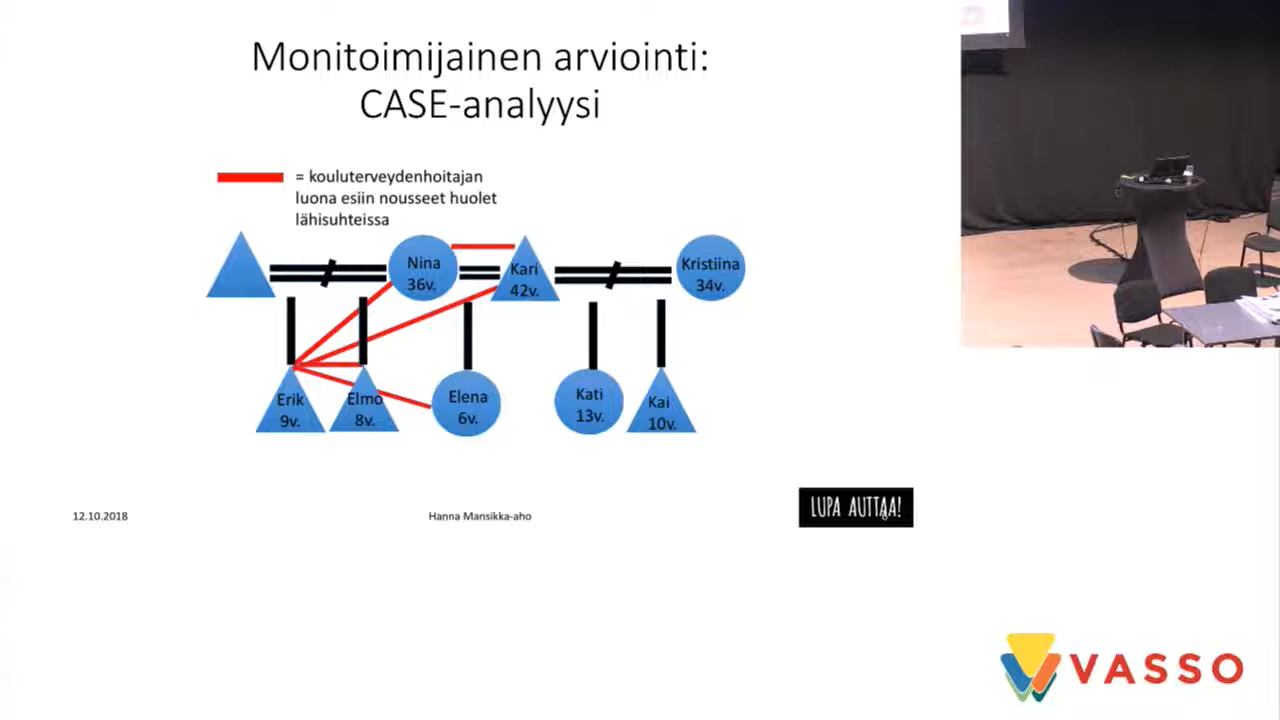 Monitoimijainen arviointi:
CASE-analyysi
= kouluterveydenhoitajan
luona esiin nousseet huolet
lähisuhteissa
Nina
36v.
Kari
42v.
Kristiina
34v.
Erik
9v.
Elmo
8v.
Elena
6v.
Kati
13v.
Kai
10v.
12.10.2018
Hanna Mansikka-aho
LUPA AUTTAA!
VASSO